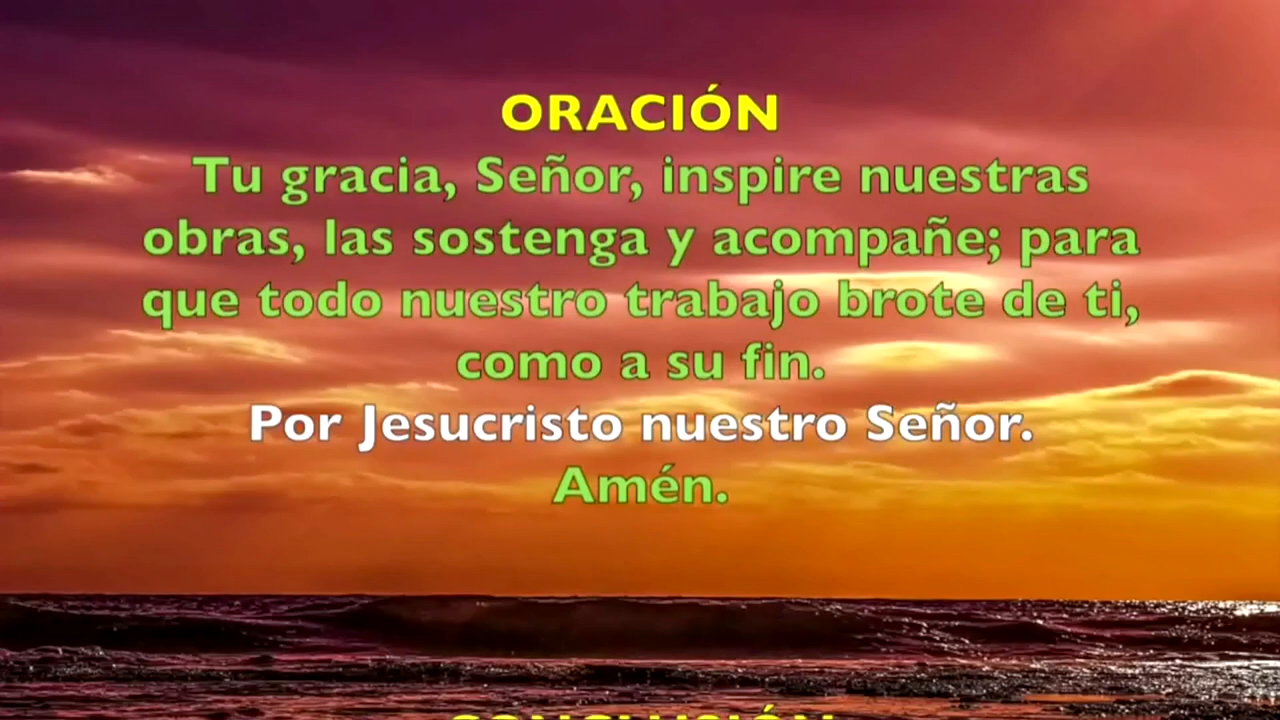 ORACIÓN
Tu gracia, Señor, inspire nuestras
obras, las sostenga y acompañe; para
que todo nuestro trabajo brote de ti,
como a su fin.
Por Jesucristo nuestro Señor.
Amén.
CONCLUSIÓN